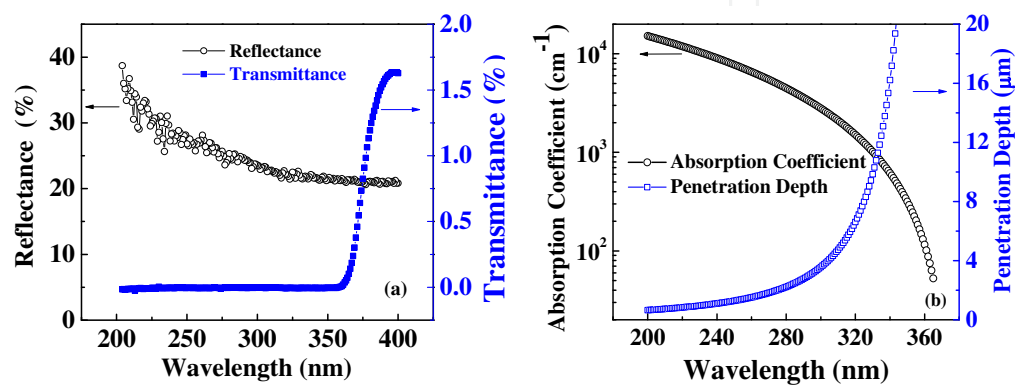 Reflectance (%)
40
30
20
10
0
Reflectance
Transmittance
(a)
200 250 300 350 400
Wavelength (nm)
2.0
1.5
1.0
0.5
0.0
Transmittance (%)
Absorption Coefficient (cm-1)
10^4
10^3
10^2
Absorption Coefficient
Penetration Depth
(b)
200 240 280 320 360
Wavelength (nm)
20
16
12
8
4
0
Penetration Depth (μm)